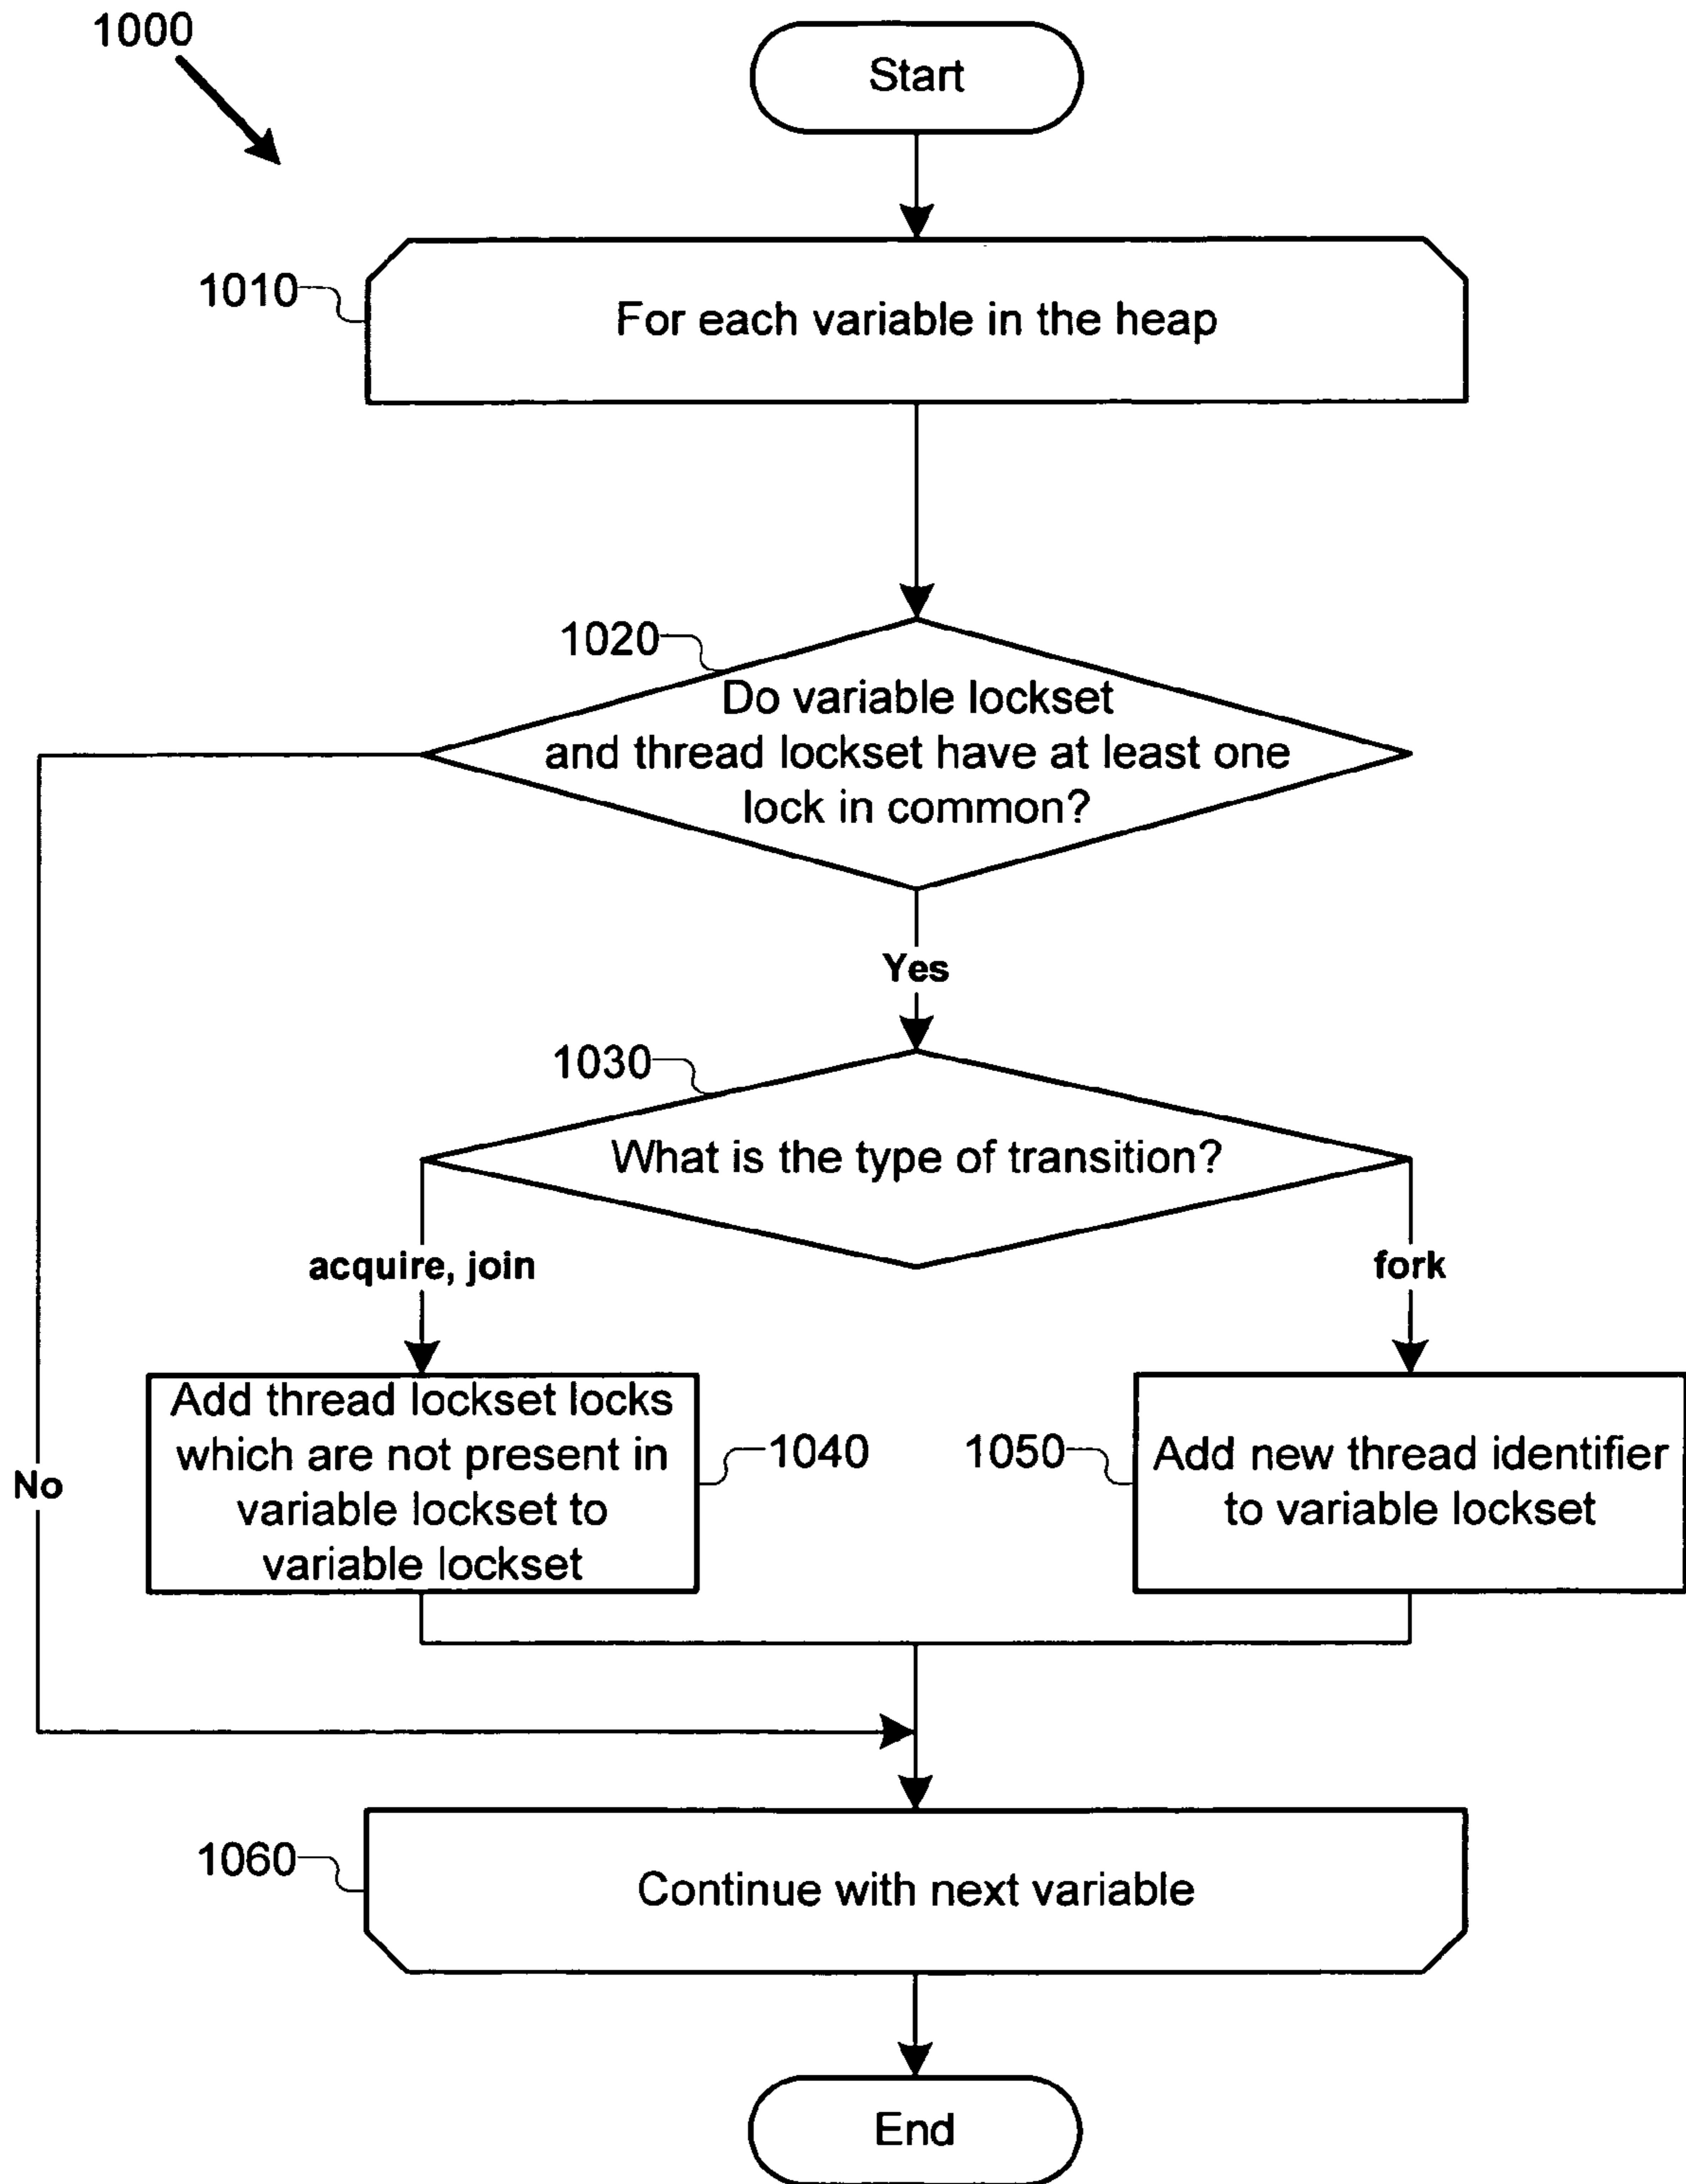 1000
Start
1010
For each variable in the heap
1020
Do variable lockset
and thread lockset have at least one
lock in common?
Yes
1030
What is the type of transition?
acquire, join
fork
Add thread lockset locks
which are not present in
variable lockset to
variable lockset
1040
1050
Add new thread identifier
to variable lockset
No
1060
Continue with next variable
End